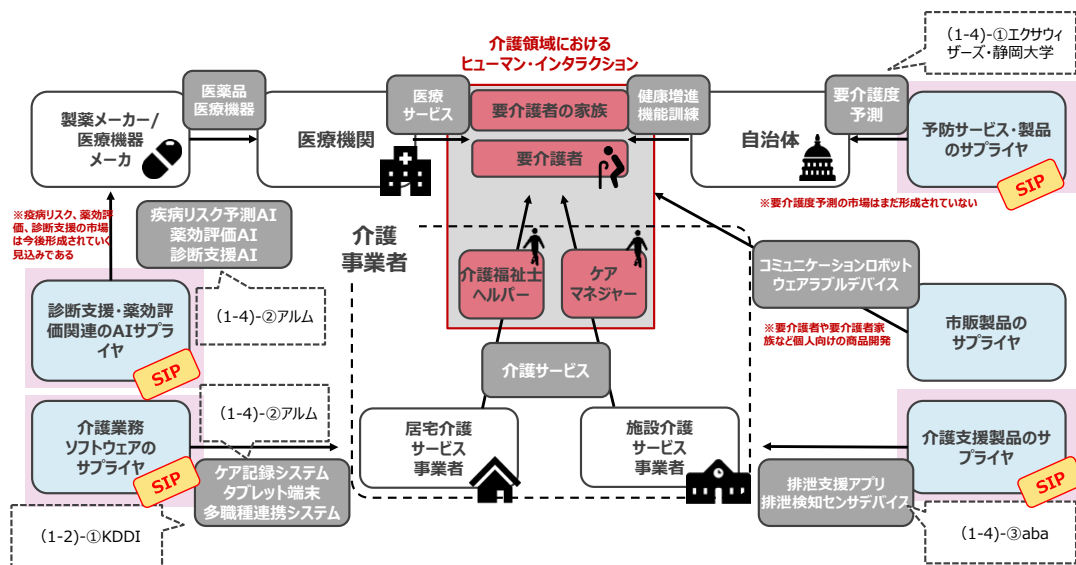 介護領域における
ヒューマン・インタラクション
(1-4)-①エクサウィ
ザーズ・静岡大学
製薬メーカー/
医療機器
メーカ
医薬品
医療機器
医療機関
医療
サービス
要介護者の家族
要介護者
健康増進
機能訓練
自治体
要介護度
予測
予防サービス・製品
のサプライヤ
SIP
※要介護度予測の市場はまだ形成されていない
※疫病リスク、薬効評
価、診断支援の市場
は今後形成されていく
見込みである
疾病リスク予測AI
薬効評価AI
診断支援AI
(1-4)-②アルム
診断支援・薬効評
価関連のAIサプラ
イヤ
SIP
介護
事業者
介護福祉士
ヘルパー
ケア
マネジャー
コミュニケーションロボット
ウェアラブルデバイス
※要介護者や要介護者家
族など個人向けの商品開発
市販製品の
サプライヤ
介護サービス
居宅介護
サービス
事業者
施設介護
サービス
事業者
(1-4)-②アルム
介護業務
ソフトウェアの
サプライヤ
SIP
ケア記録システム
タブレット端末
多職種連携システム
(1-2)-①KDDI
介護支援製品のサ
プライヤ
SIP
排泄支援アプリ
排泄検知センサデバイス
(1-4)-③aba